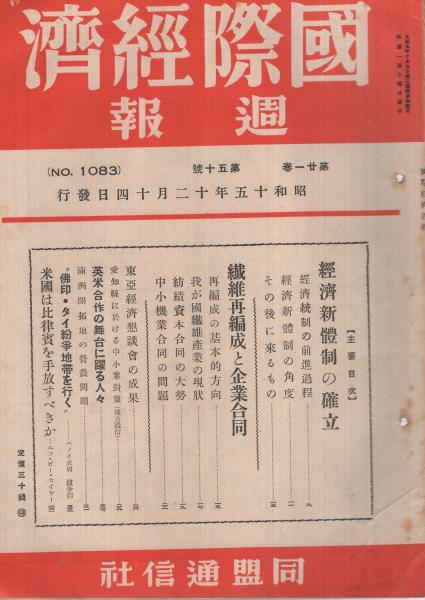 國際經濟
週報
第廿一卷 第五十號 (NO. 1083)
昭和十五年十二月十四日發行
【主要目次】
經濟新體制の確立
經濟統制の前進過程
經濟新體制の角度
その後に來るもの
纖維再編成と企業合同
再編成の基本的方向
我が國纖維產業の現狀
紡績資本合同の大勢
中小機業合同の問題
東亞經濟懇談會の成果
愛知縣に於ける中小業對策(地方通信)
英米合作の舞台に躍る人々
滿洲開拓地の營農問題
"佛印・タイ紛爭地帶を行く"
米國は比律賓を手放すべきか
定價三十錢
同盟通信社